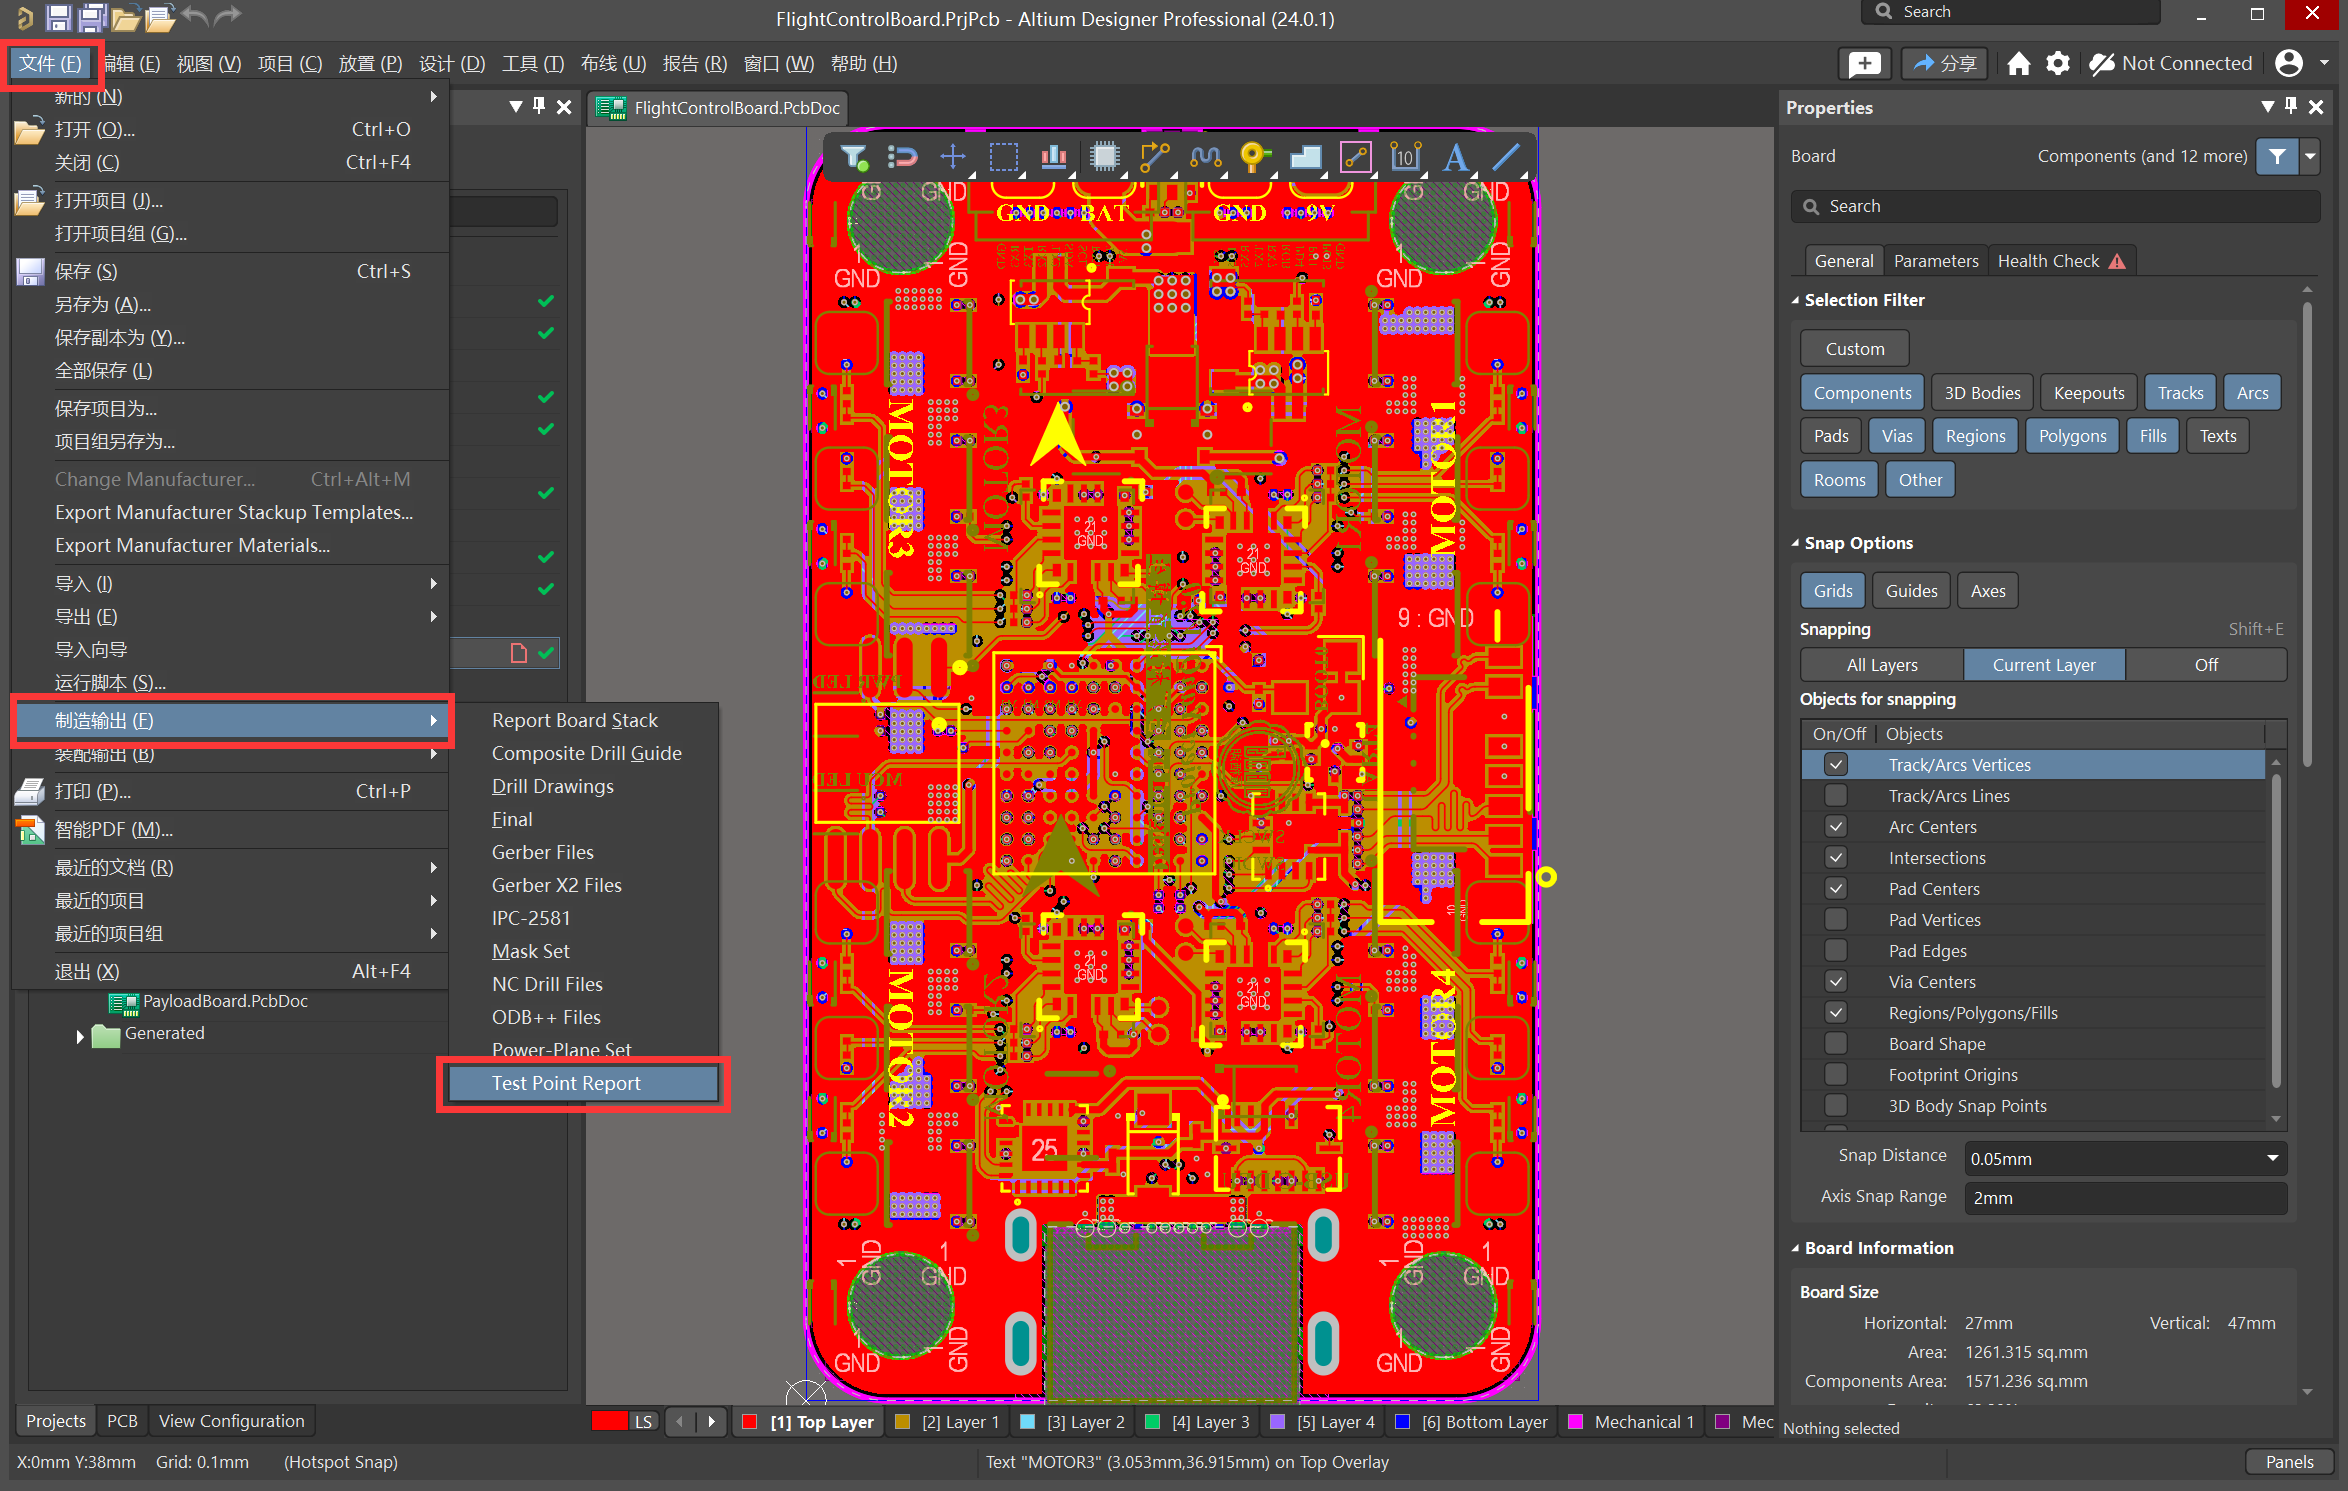 FlightControlBoard.PrjPcb - Altium Designer Professional (24.0.1)
Search
文件 (F)
编辑 (E)
视图 (V)
项目 (C)
放置 (P)
设计 (D)
工具 (T)
布线 (U)
报告 (R)
窗口 (W)
帮助 (H)
分享
Not Connected
新的 (N)
打开 (O)... Ctrl+O
关闭 (C) Ctrl+F4
打开项目 (J)...
打开项目组 (G)...
保存 (S) Ctrl+S
另存为 (A)...
保存副本为 (Y)...
全部保存 (L)
保存项目为...
项目组另存为...
Change Manufacturer... Ctrl+Alt+M
Export Manufacturer Stackup Templates...
Export Manufacturer Materials...
导入 (I)
导出 (E)
导入向导
运行脚本 (S)...
制造输出 (F)
装配输出 (B)
打印 (P)... Ctrl+P
智能PDF (M)...
最近的文档 (R)
最近的项目
最近的项目组
退出 (X) Alt+F4
PayloadBoard.PcbDoc
Generated
Report Board Stack
Composite Drill Guide
Drill Drawings
Final
Gerber Files
Gerber X2 Files
IPC-2581
Mask Set
NC Drill Files
ODB++ Files
Power-Plane Set
Test Point Report
FlightControlBoard.PcbDoc
GND BAT GND 9V
GND GND
GND GND
MOTOR3
MOTOR1
9 : GND
MOTOR2
MOTOR4
25
GND GND
GND GND
Properties
Board Components (and 12 more)
Search
General Parameters Health Check
Selection Filter
Custom
Components 3D Bodies Keepouts Tracks Arcs
Pads Vias Regions Polygons Fills Texts
Rooms Other
Snap Options
Grids Guides Axes
Snapping Shift+E
All Layers Current Layer Off
Objects for snapping
On/Off Objects
Track/Arcs Vertices
Track/Arcs Lines
Arc Centers
Intersections
Pad Centers
Pad Vertices
Pad Edges
Via Centers
Regions/Polygons/Fills
Board Shape
Footprint Origins
3D Body Snap Points
Snap Distance 0.05mm
Axis Snap Range 2mm
Board Information
Board Size
Horizontal: 27mm Vertical: 47mm
Area: 1261.315 sq.mm
Components Area: 1571.236 sq.mm
Nothing selected
Projects PCB View Configuration
LS [1] Top Layer [2] Layer 1 [3] Layer 2 [4] Layer 3 [5] Layer 4 [6] Bottom Layer Mechanical 1 Mec
X:0mm Y:38mm Grid: 0.1mm (Hotspot Snap)
Text "MOTOR3" (3.053mm,36.915mm) on Top Overlay
Panels